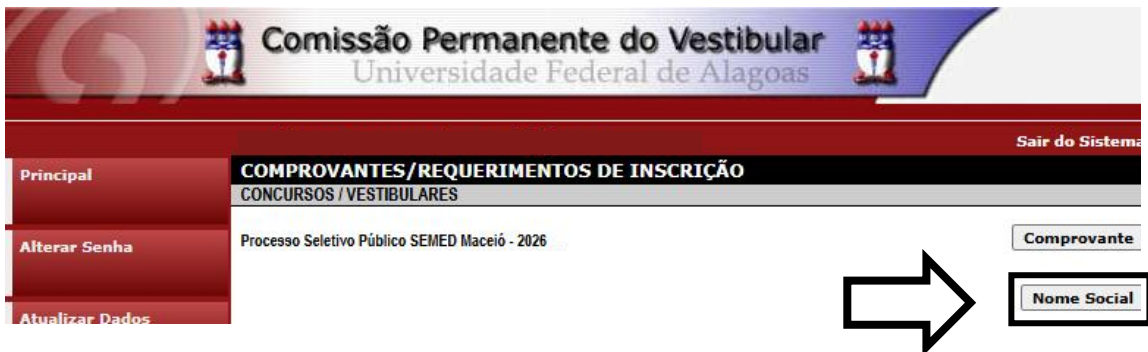 Comissão Permanente do Vestibular
Universidade Federal de Alagoas
Sair do Sistema
Principal
COMPROVANTES/REQUERIMENTOS DE INSCRIÇÃO
CONCURSOS / VESTIBULARES
Alterar Senha
Processo Seletivo Público SEMED Maceió - 2026
Comprovante
Nome Social
Atualizar Dados